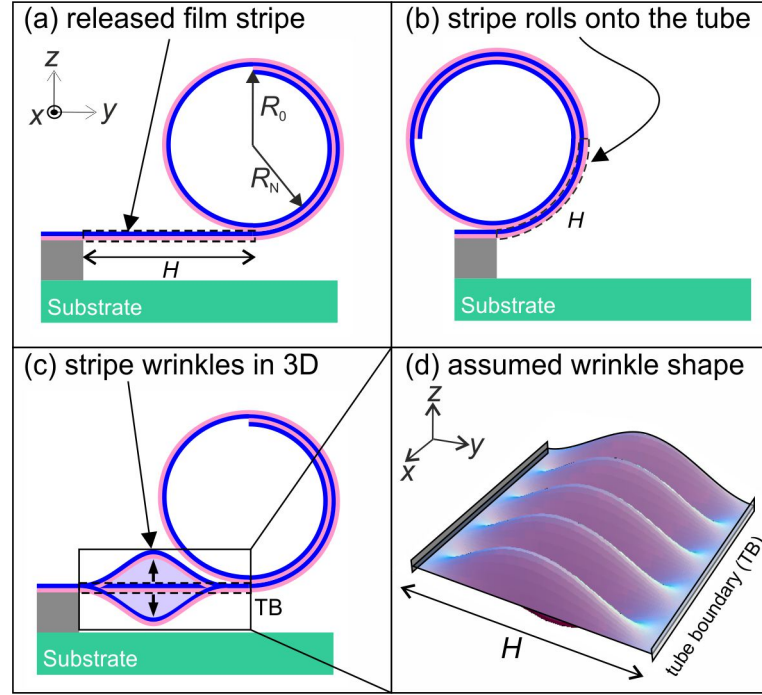 (a) released film stripe
z
x
y
R0
RN
H
Substrate
(b) stripe rolls onto the tube
H
Substrate
(c) stripe wrinkles in 3D
TB
Substrate
(d) assumed wrinkle shape
z
y
x
H
tube boundary (TB)